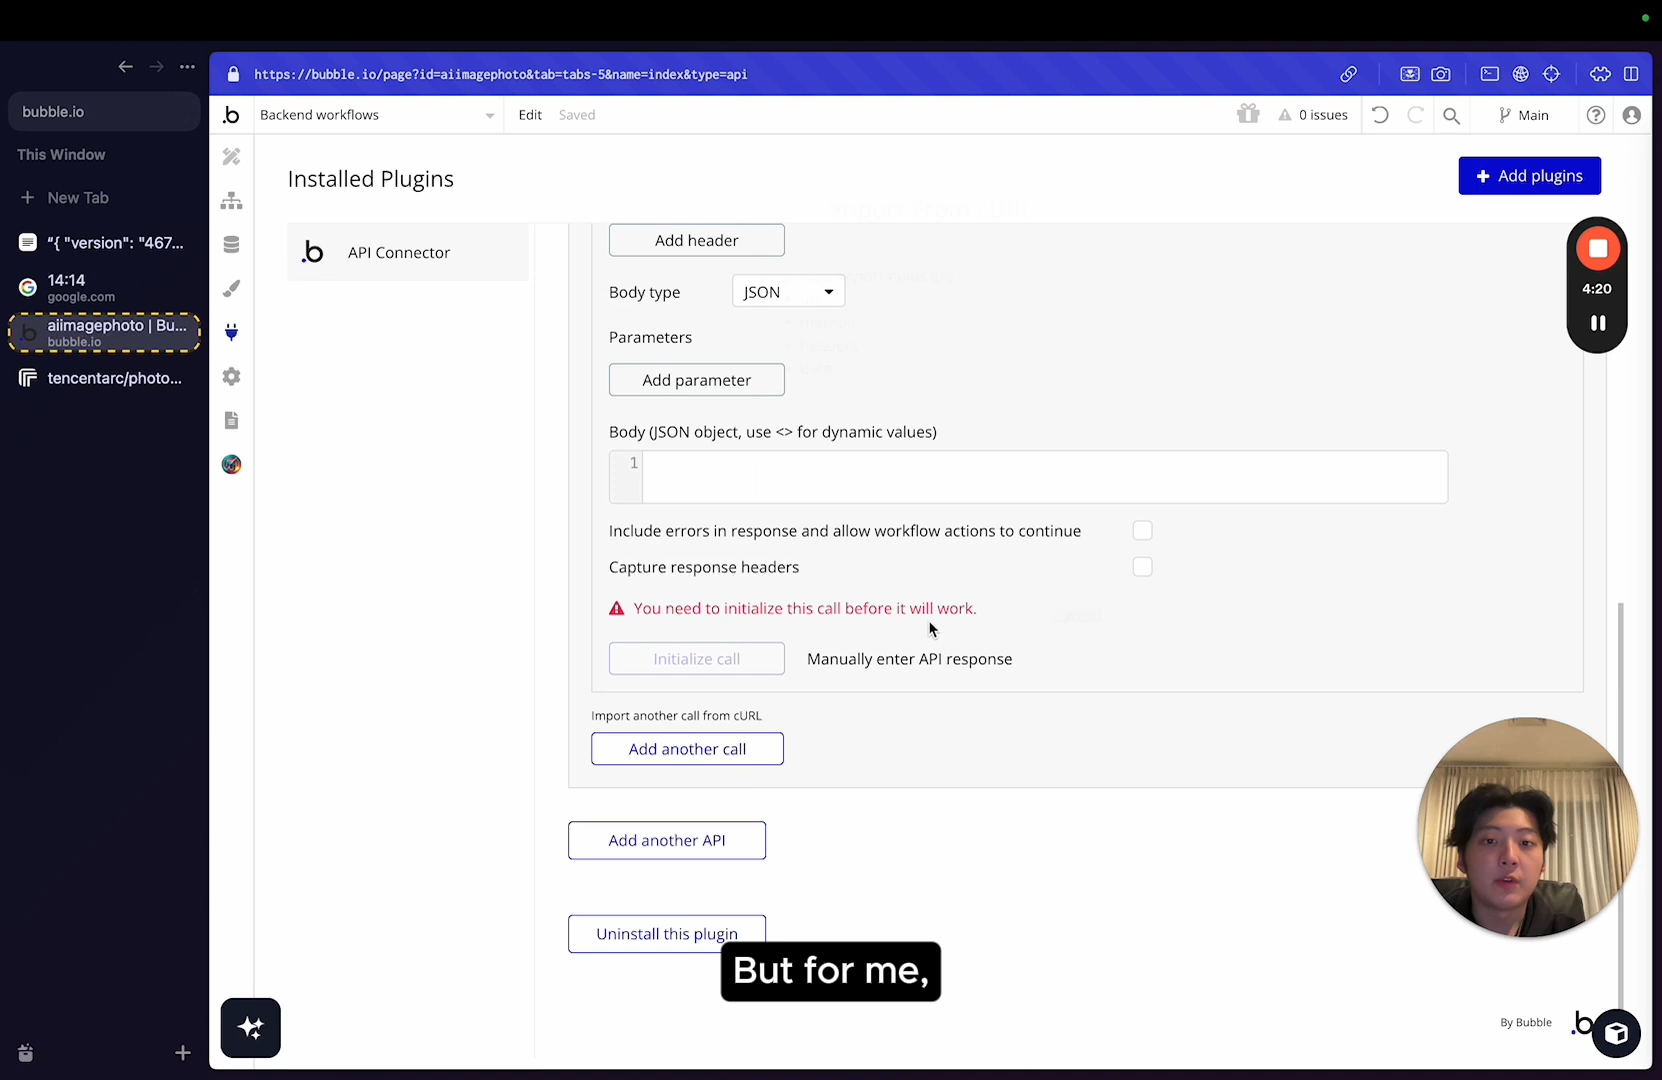 https://bubble.io/page?id=aiimagephoto&tab=tabs-5&name=index&type=api
bubble.io
This Window
New Tab
"{ "version": "467...
14:14
google.com
aiimagephoto | Bu...
bubble.io
tencentarc/photo...
Backend workflows
Edit
Saved
0 issues
Main
Installed Plugins
Add plugins
API Connector
Add header
Body type
JSON
Parameters
Add parameter
Body (JSON object, use <> for dynamic values)
1
Include errors in response and allow workflow actions to continue
Capture response headers
You need to initialize this call before it will work.
Initialize call
Manually enter API response
Import another call from cURL
Add another call
Add another API
Uninstall this plugin
4:20
But for me,
By Bubble
.b